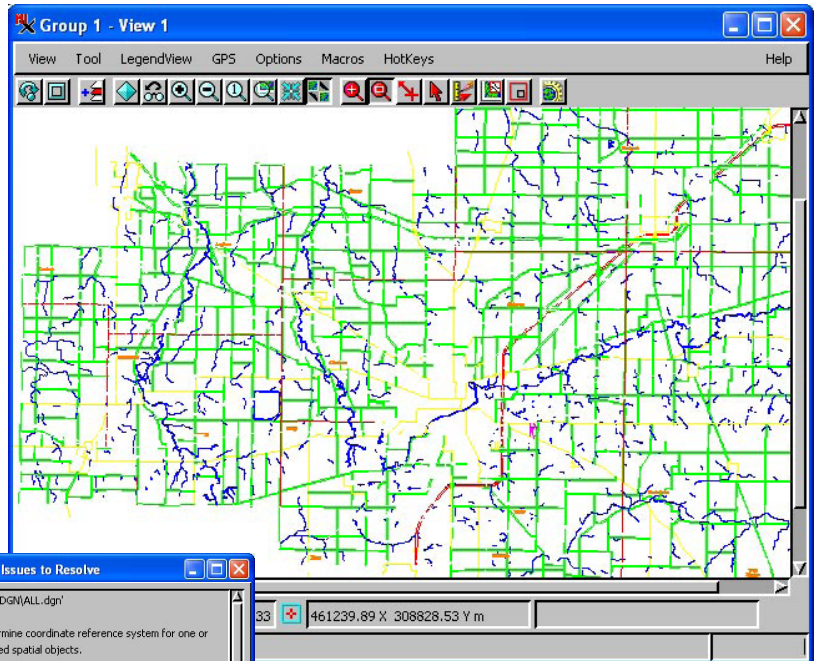 Group 1 - View 1
View Tool LegendView GPS Options Macros HotKeys Help
Issues to Resolve
DGN\ALL.dgn'
rmine coordinate reference system for one or
ed spatial objects.
33 461239.89 X 308828.53 Y m